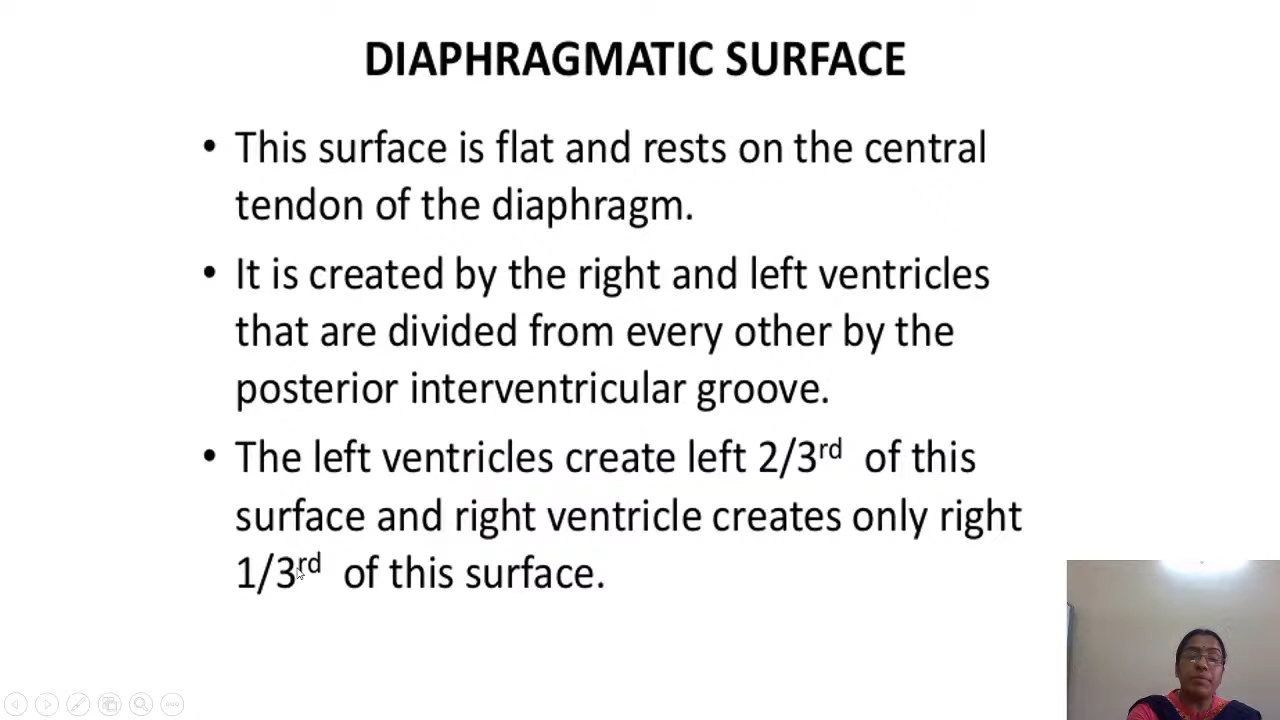 DIAPHRAGMATIC SURFACE
• This surface is flat and rests on the central
tendon of the diaphragm.
• It is created by the right and left ventricles
that are divided from every other by the
posterior interventricular groove.
• The left ventricles create left 2/3rd of this
surface and right ventricle creates only right
1/3rd of this surface.